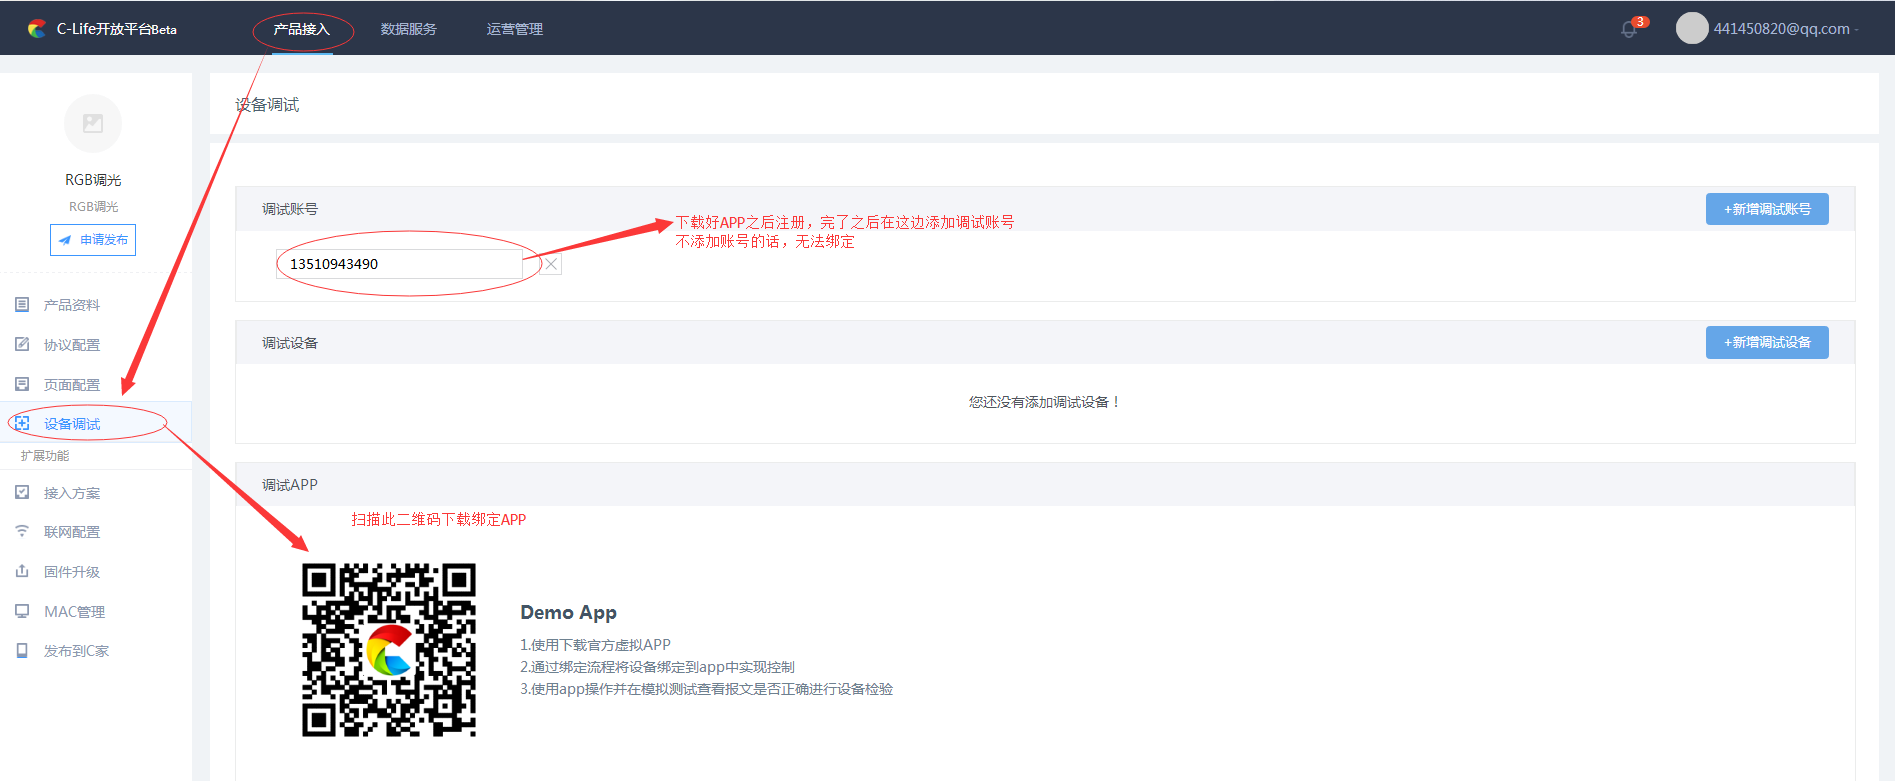 C-Life开放平台Beta
产品接入
数据服务
运营管理
3
441450820@qq.com
RGB调光
RGB调光
申请发布
产品资料
协议配置
页面配置
设备调试
扩展功能
接入方案
联网配置
固件升级
MAC管理
发布到C家
设备调试
调试账号
+新增调试账号
下载好APP之后注册，完了之后在这边添加调试账号
不添加账号的话，无法绑定
13510943490
调试设备
+新增调试设备
您还没有添加调试设备！
调试APP
扫描此二维码下载绑定APP
Demo App
1.使用下载官方虚拟APP
2.通过绑定流程将设备绑定到app中实现控制
3.使用app操作并在模拟测试查看报文是否正确进行设备检验